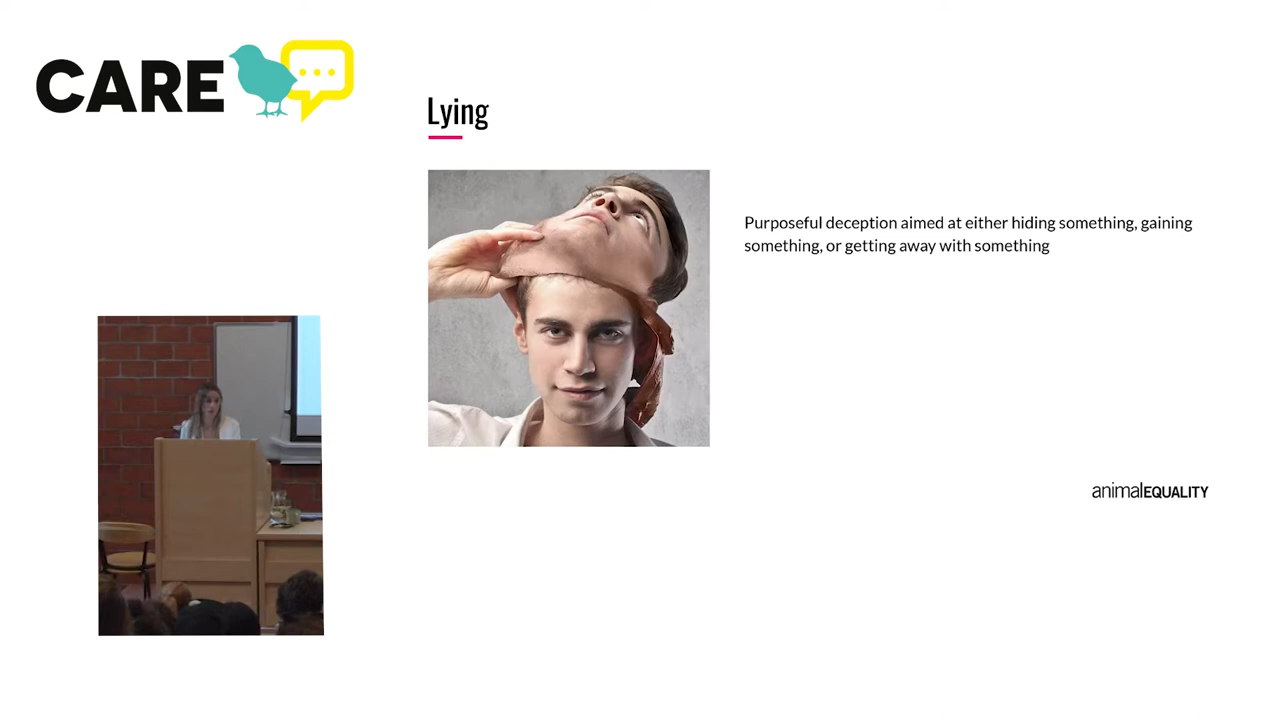 CARE
Lying
Purposeful deception aimed at either hiding something, gaining
something, or getting away with something
animalEQUALITY